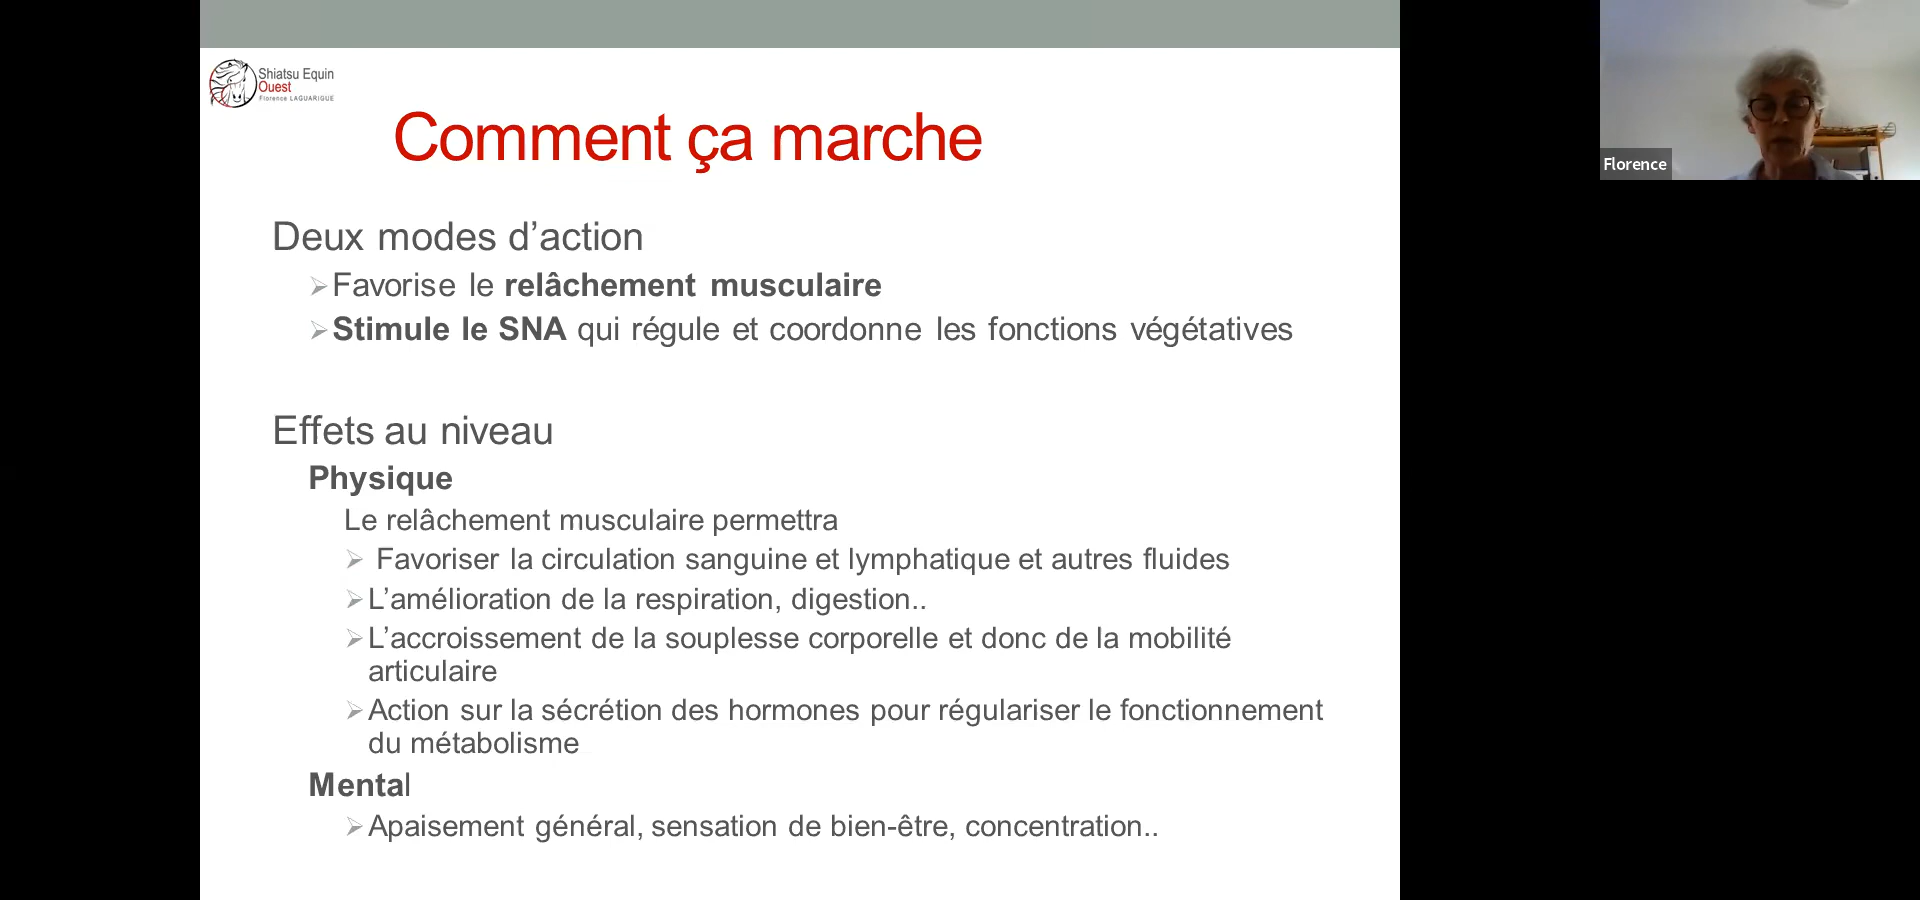 Shiatsu Equin
Ouest
Florence LAGUARIGUE
Comment ça marche
Deux modes d’action
Favorise le relâchement musculaire
Stimule le SNA qui régule et coordonne les fonctions végétatives
Effets au niveau
Physique
Le relâchement musculaire permettra
Favoriser la circulation sanguine et lymphatique et autres fluides
L’amélioration de la respiration, digestion..
L’accroissement de la souplesse corporelle et donc de la mobilité
articulaire
Action sur la sécrétion des hormones pour régulariser le fonctionnement
du métabolisme
Mental
Apaisement général, sensation de bien-être, concentration..
Florence